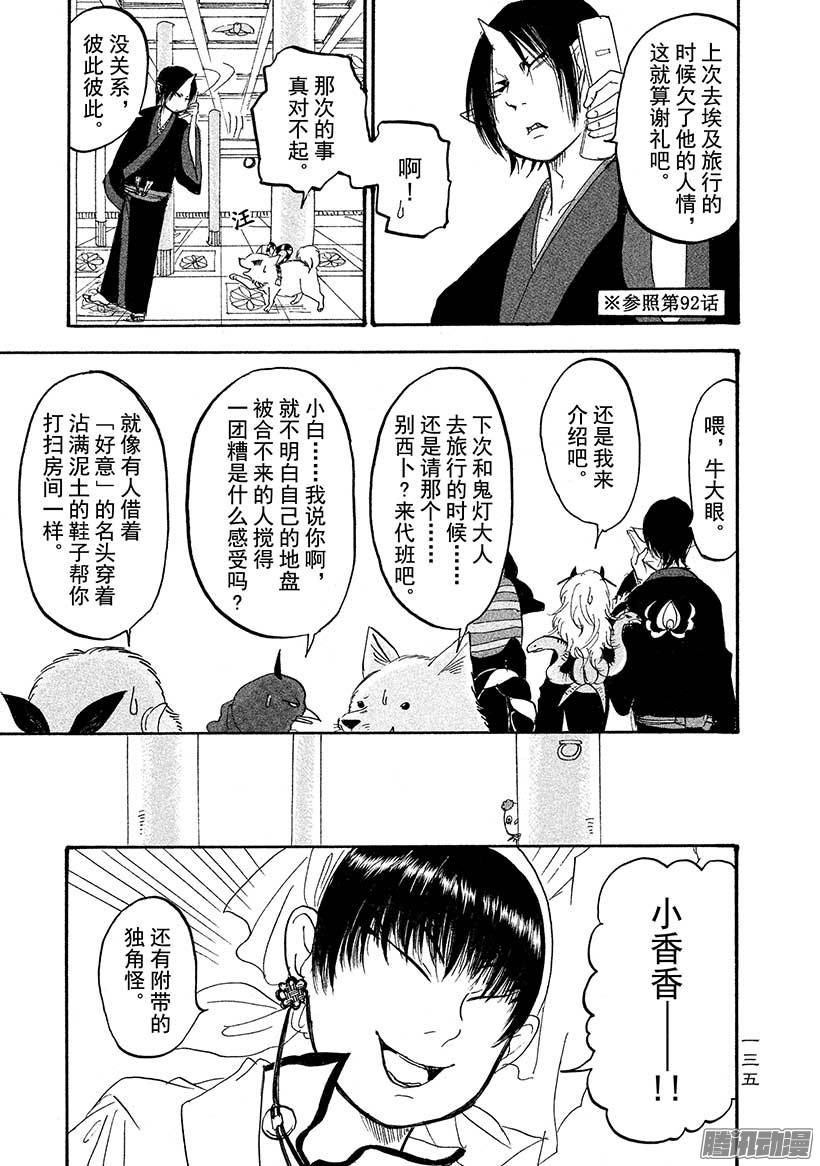 上次去埃及旅行的
时候欠了他的人情，
这就算谢礼吧。
※参照第92话
啊！
那次的事
真对不起。
没关系，
彼此彼此。
汪
喂，牛大眼。
还是我来
介绍吧。
下次和鬼灯大人
去旅行的时候……
还是请那个……
别西卜？来代班吧。
小白……我说你啊，
就不明白自己的地盘
被合不来的人搅得
一团糟是什么感受吗？
就像有人借着
「好意」的名头穿着
沾满泥土的鞋子帮你
打扫房间一样。
小香香——!!
还有附带的
独角怪。
一三五
腾讯动漫